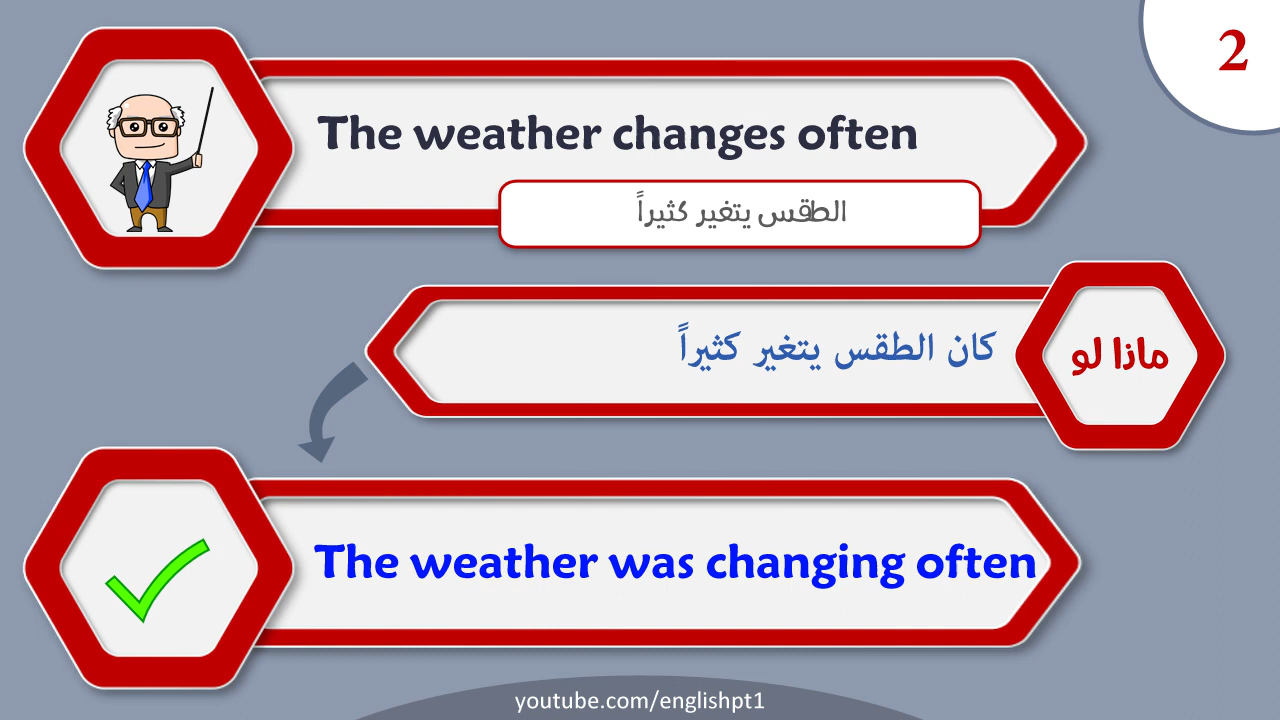 2
The weather changes often
الطقس يتغير كثيراً
ماذا لو
كان الطقس يتغير كثيراً
The weather was changing often
youtube.com/englishpt1